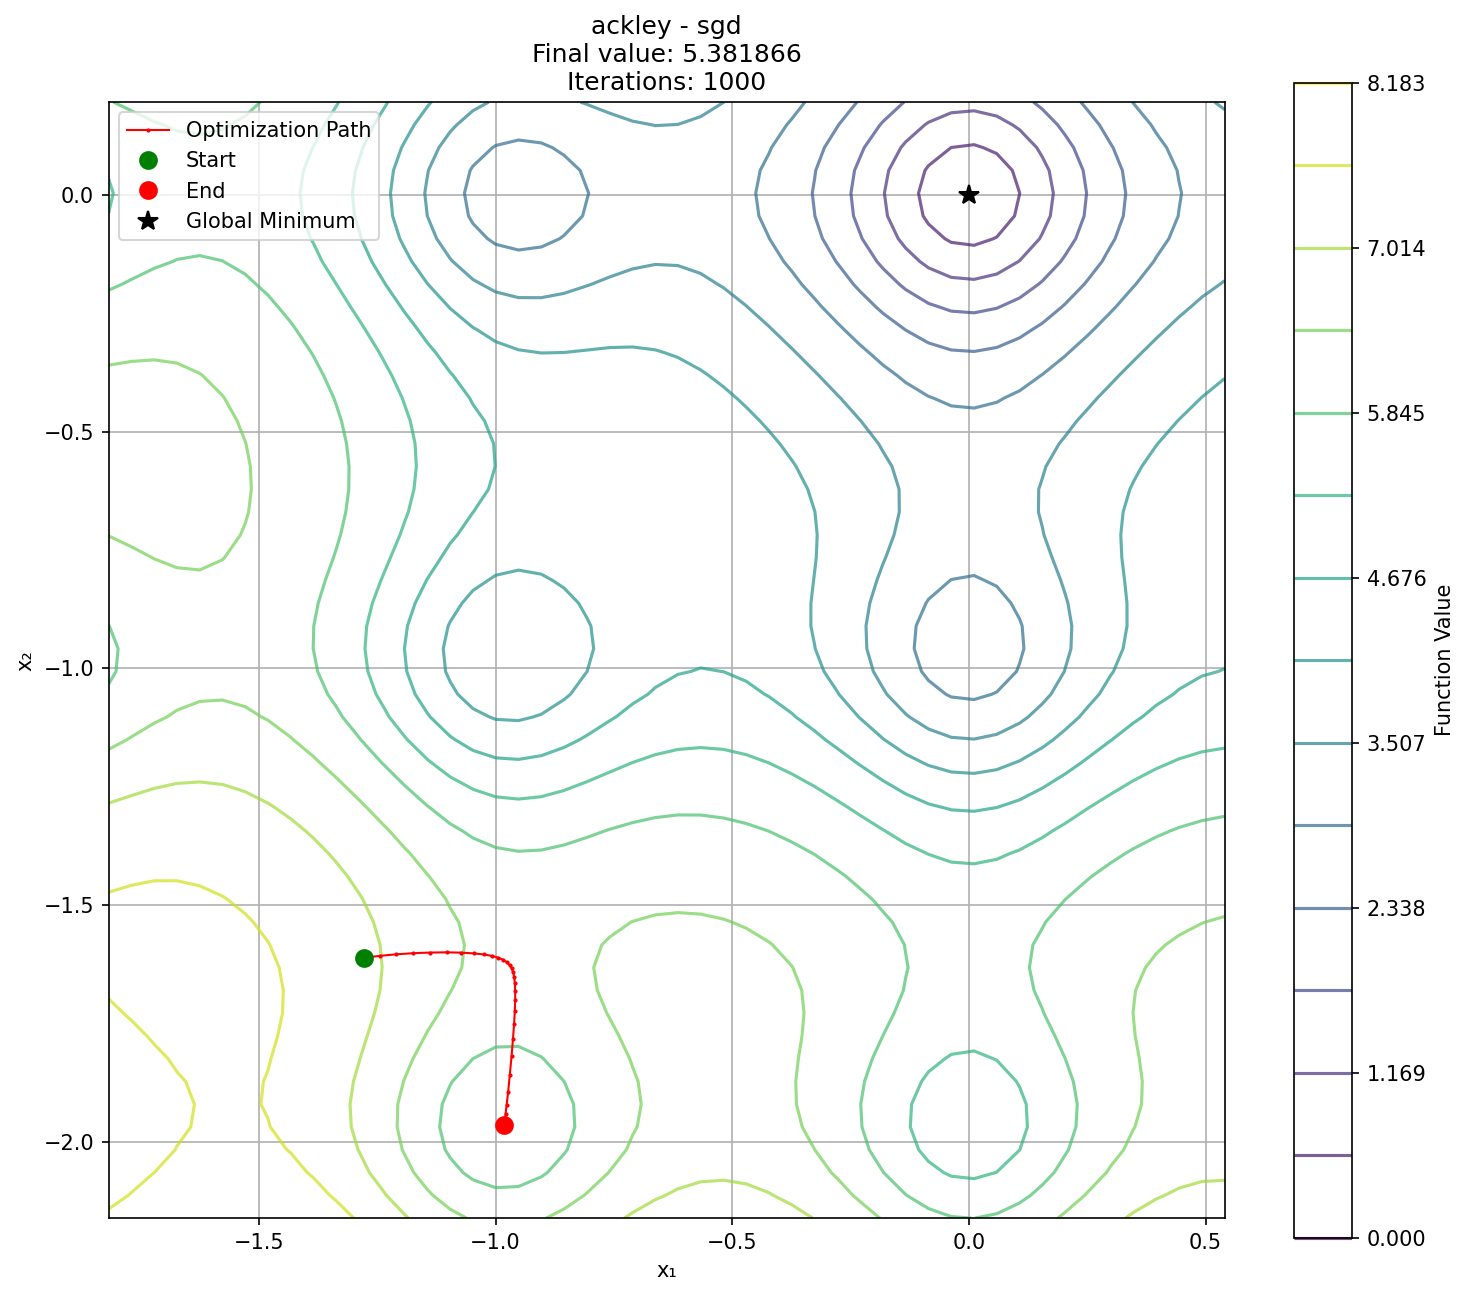 ackley - sgd
Final value: 5.381866
Iterations: 1000
Optimization Path
Start
End
Global Minimum
0.0
−0.5
−1.0
−1.5
−2.0
x₂
−1.5
−1.0
−0.5
0.0
0.5
x₁
8.183
7.014
5.845
4.676
3.507
2.338
1.169
0.000
Function Value